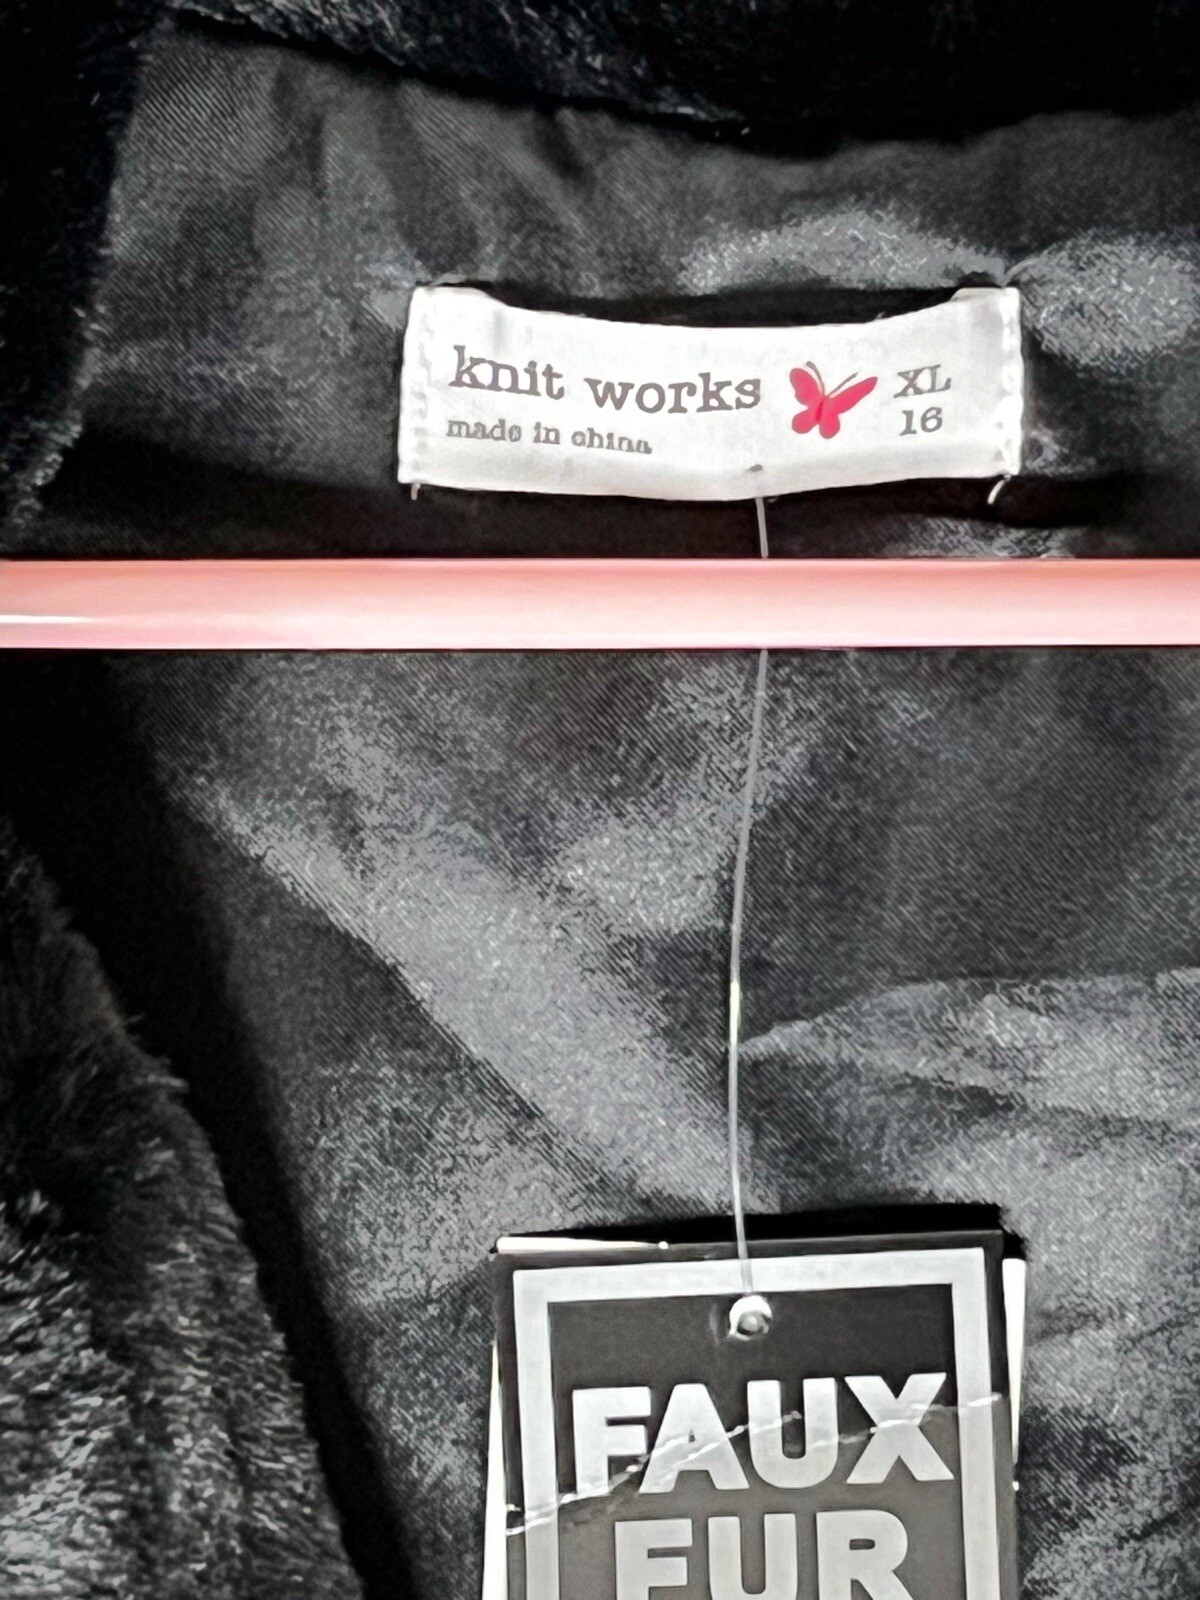 knit works
made in china
XL
16
FAUX
FUR